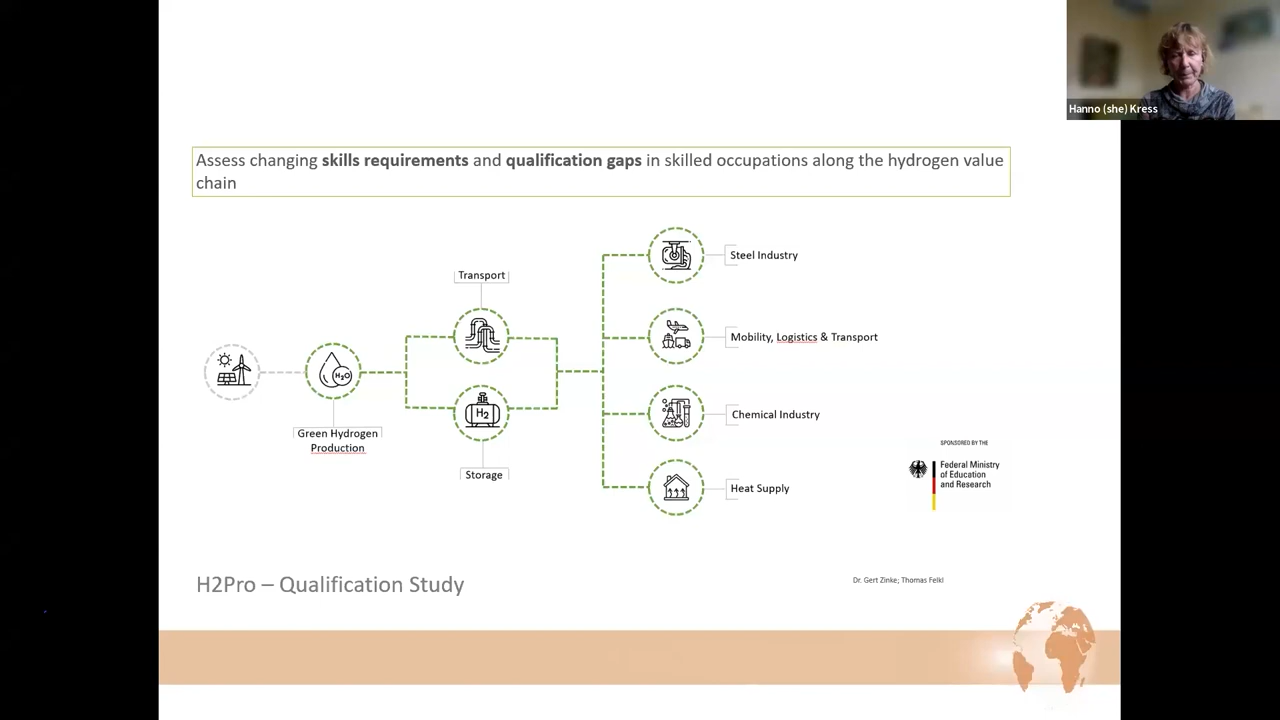 Hanno (she) Kress
Assess changing skills requirements and qualification gaps in skilled occupations along the hydrogen value
chain
Steel Industry
Transport
Mobility, Logistics & Transport
H₂O
H2
Chemical Industry
Green Hydrogen
Production
Storage
Heat Supply
SPONSORED BY THE
Federal Ministry
of Education
and Research
H2Pro – Qualification Study
Dr. Gert Zinke; Thomas Felkl